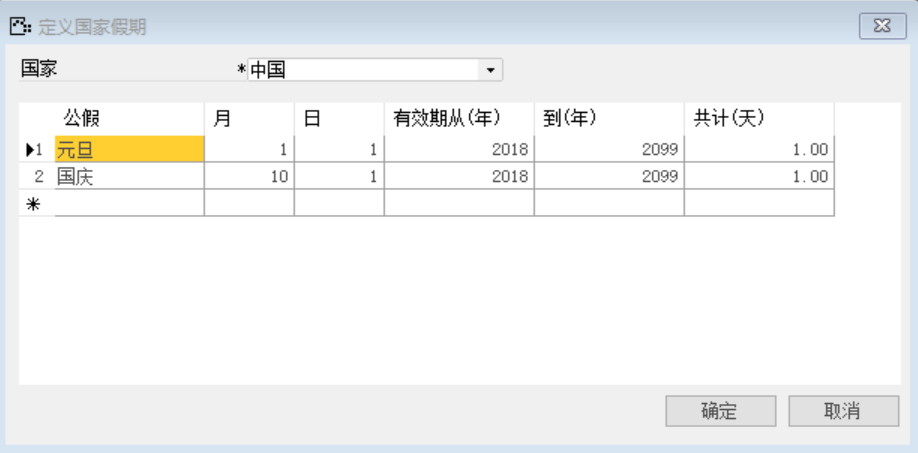 定义国家假期
国家 *中国
公假 月 日 有效期从(年) 到(年) 共计(天)
1 元旦 1 1 2018 2099 1.00
2 国庆 10 1 2018 2099 1.00
*
确定 取消